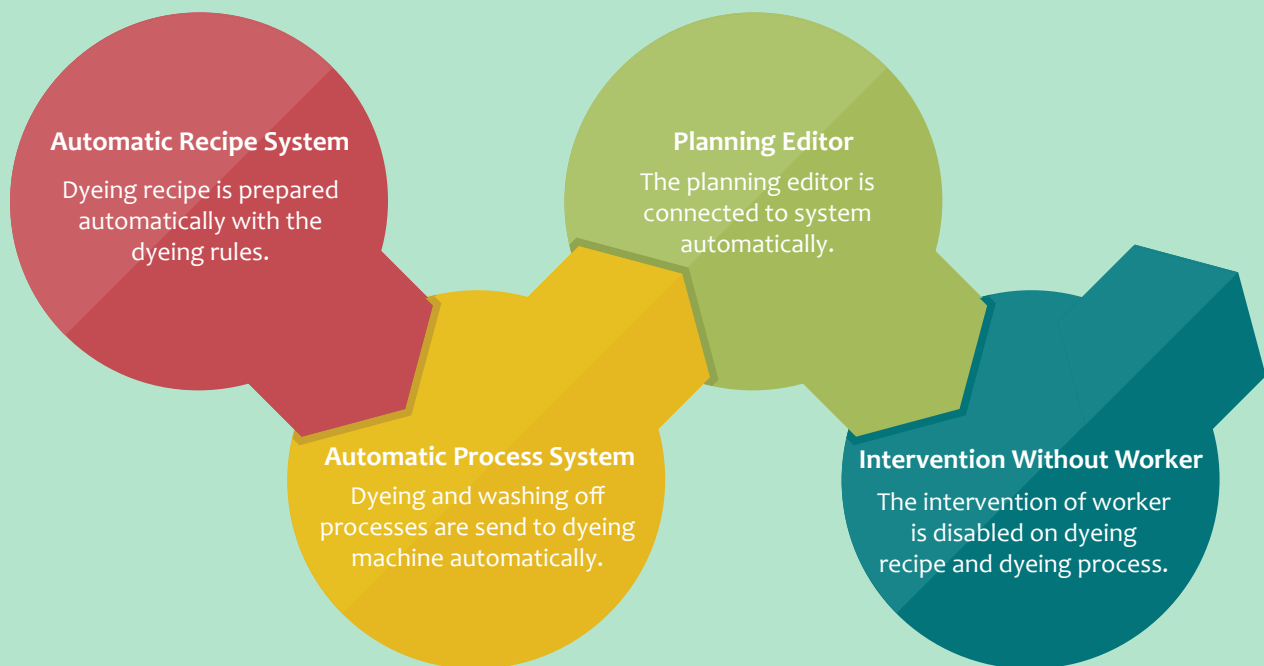 Automatic Recipe System
Dyeing recipe is prepared
automatically with the
dyeing rules.
Automatic Process System
Dyeing and washing off
processes are send to dyeing
machine automatically.
Planning Editor
The planning editor is
connected to system
automatically.
Intervention Without Worker
The intervention of worker
is disabled on dyeing
recipe and dyeing process.